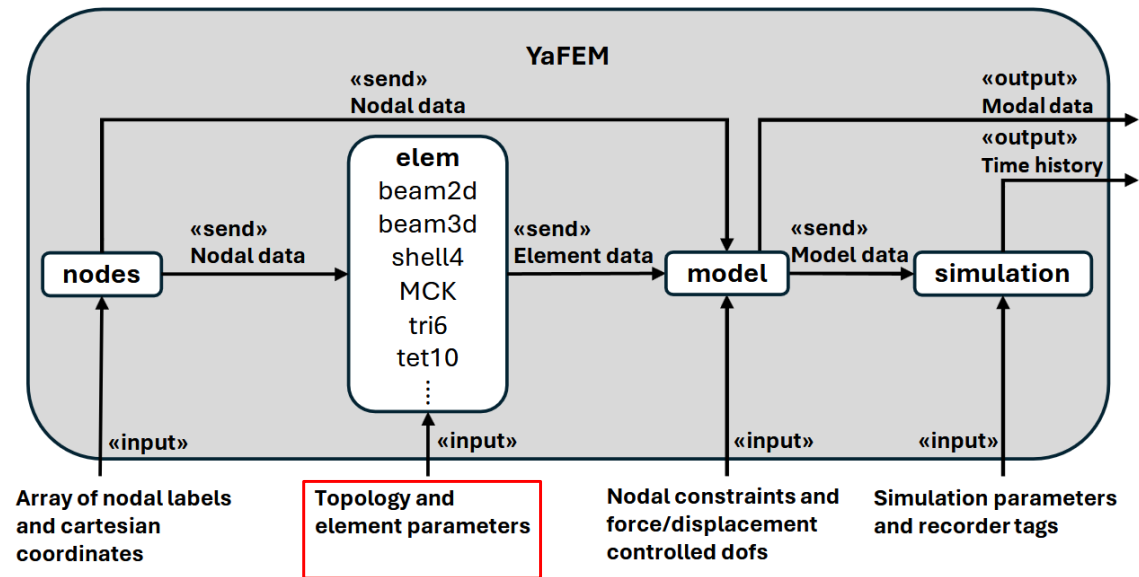 YaFEM
«send»
Nodal data
«output»
Modal data
«output»
Time history
elem
beam2d
beam3d
shell4
MCK
tri6
tet10
«send»
Nodal data
«send»
Element data
«send»
Model data
nodes
model
simulation
«input»
«input»
«input»
«input»
Array of nodal labels
and cartesian
coordinates
Topology and
element parameters
Nodal constraints and
force/displacement
controlled dofs
Simulation parameters
and recorder tags